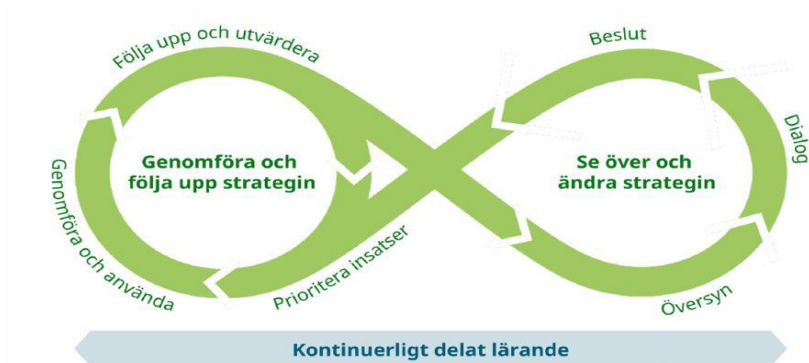 Följa upp och utvärdera
Beslut
Dialog
Genomföra och
följa upp strategin
Se över och
ändra strategin
Genomföra och använda
Prioritera insatser
Översyn
Kontinuerligt delat lärande